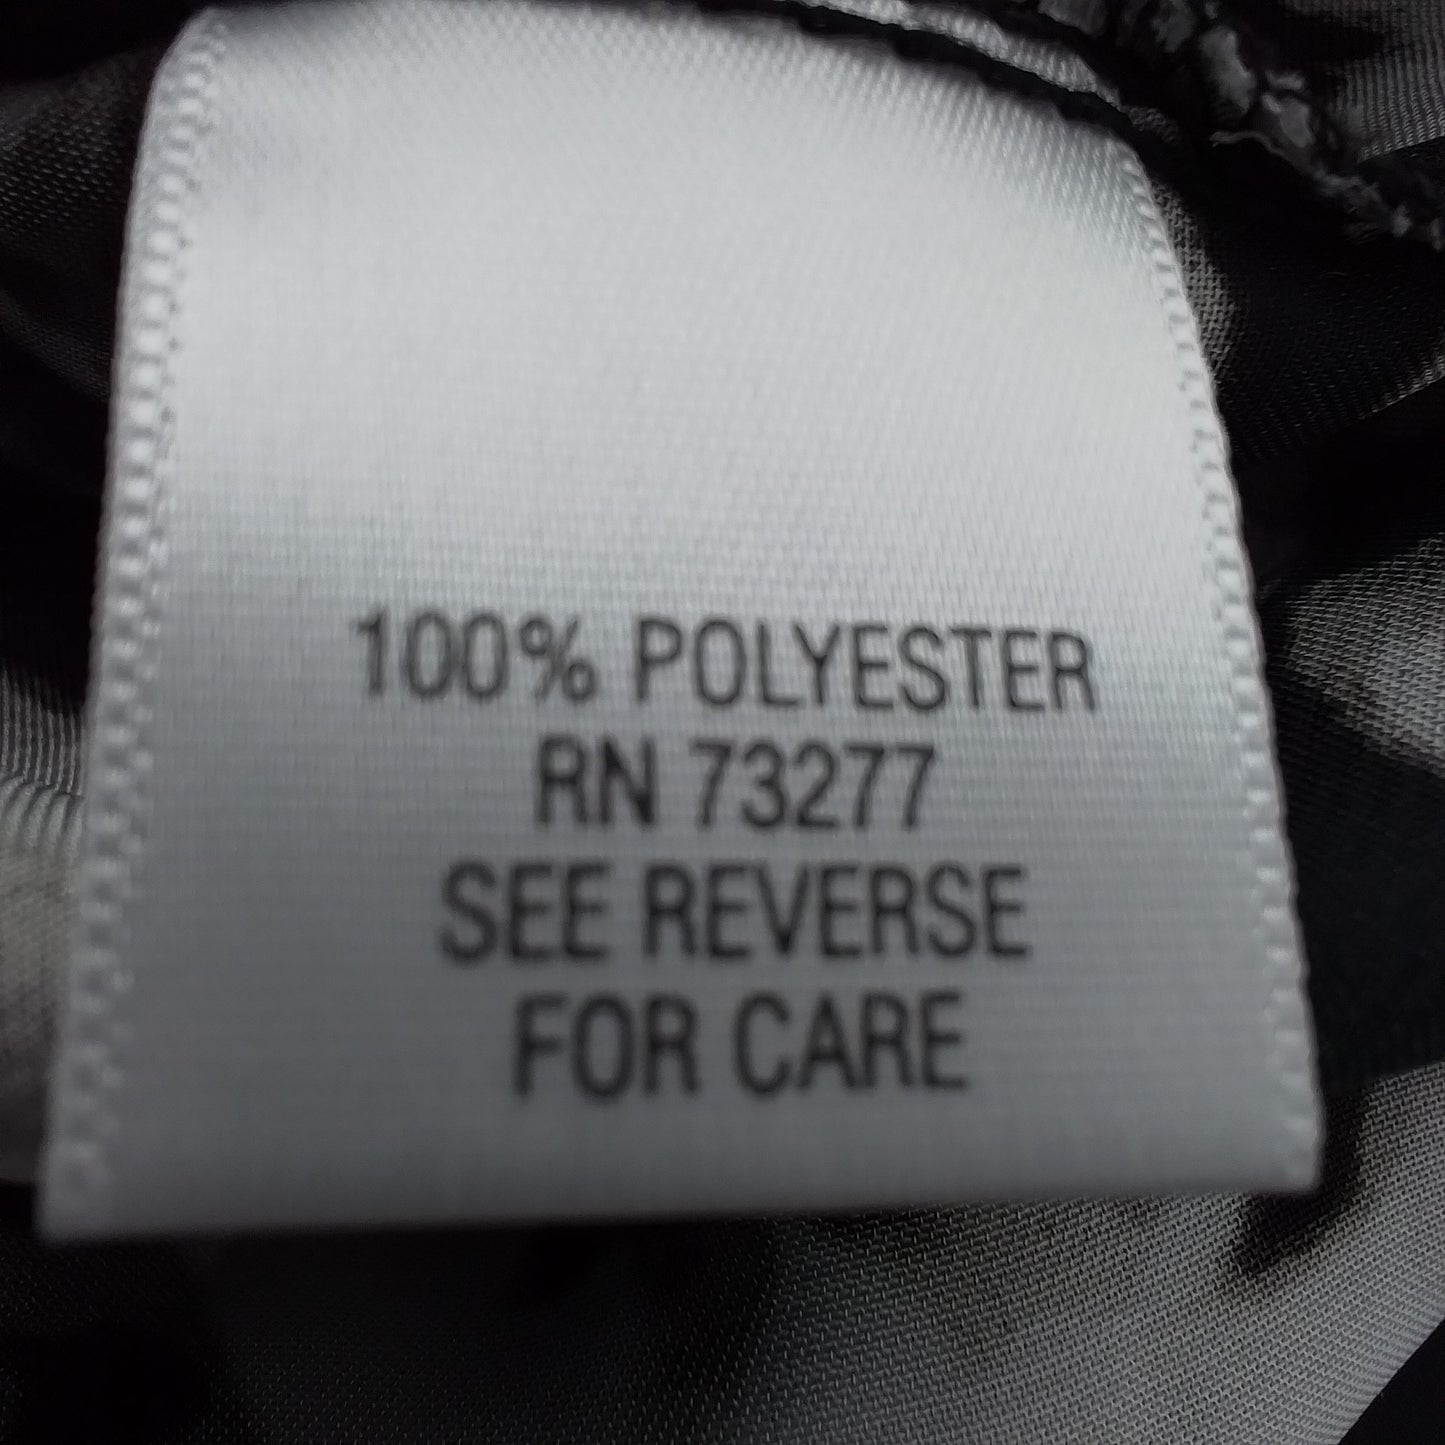 100% POLYESTER
RN 73277
SEE REVERSE
FOR CARE